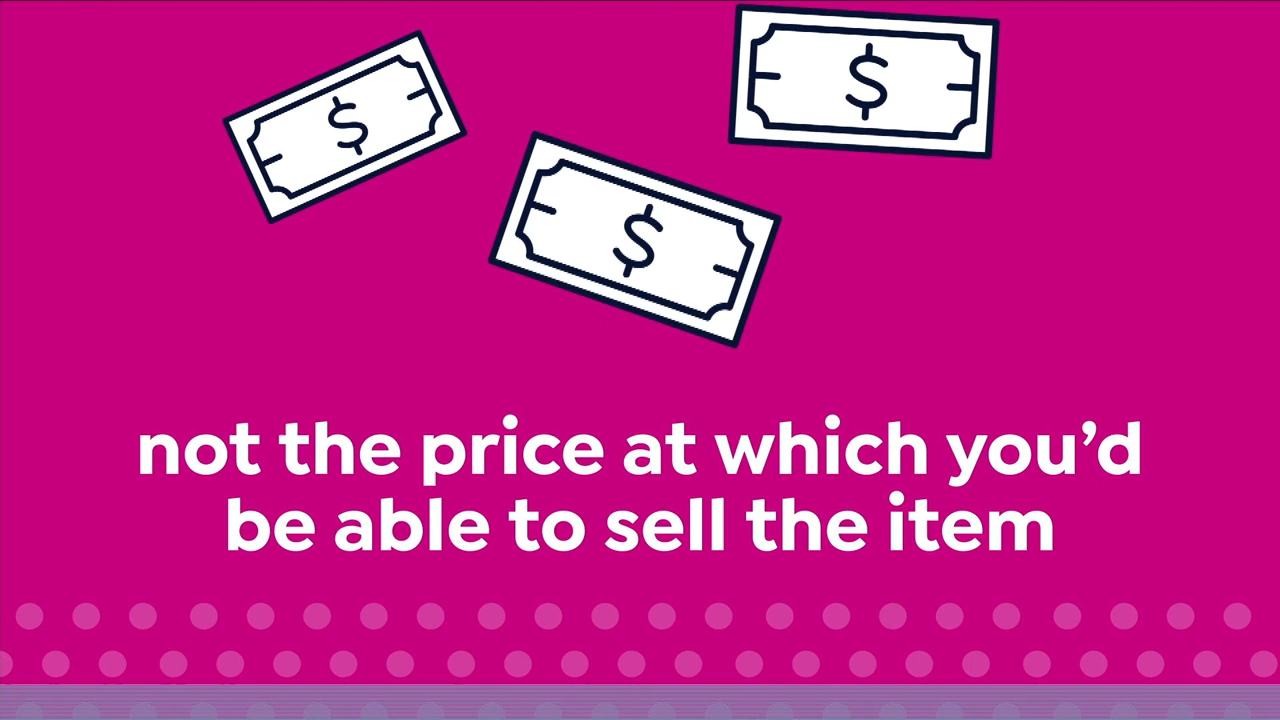 $
$
$
not the price at which you’d
be able to sell the item